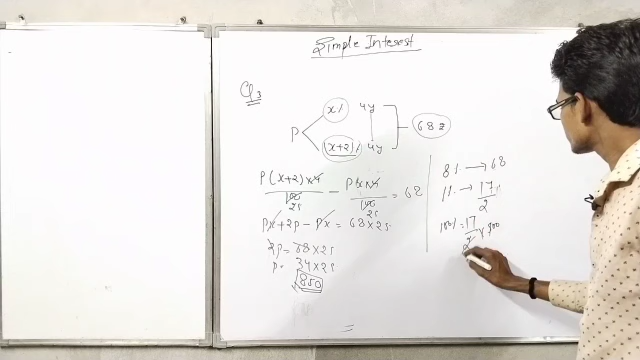 Simple Interest
Q.3
P
x% 4y
(x+2)% 4y
68 ₹
P(x+2)×4/100 25 - P×x×4/100 25 = 68
Px + 2p - Px = 68×25
2p = 68×25
p = 34×25
850
8% → 68
1% → 17/2
100% = 17/2 × 100